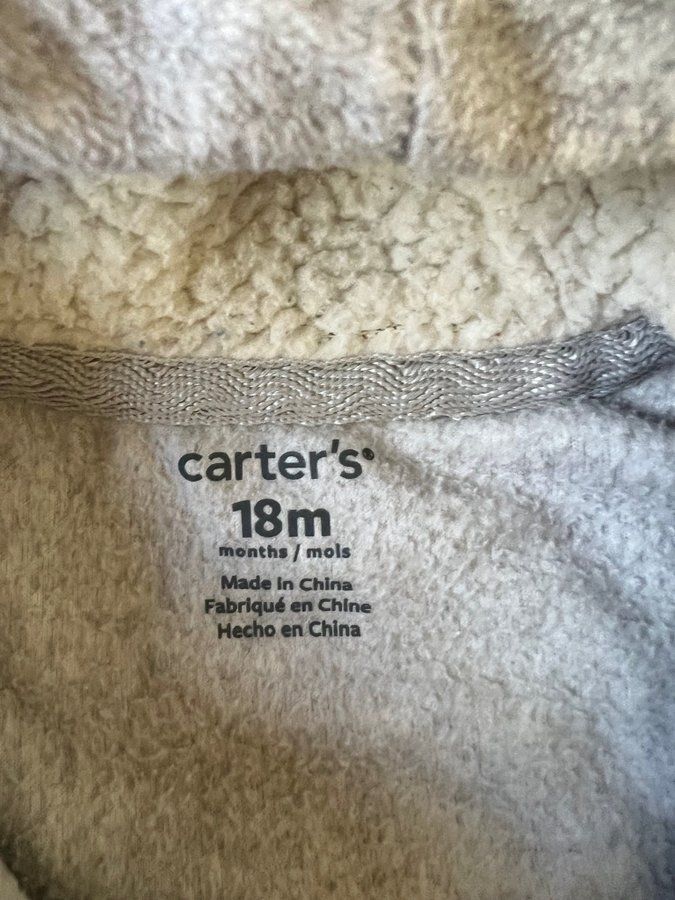 carter's®
18m
months / mois
Made in China
Fabriqué en Chine
Hecho en China